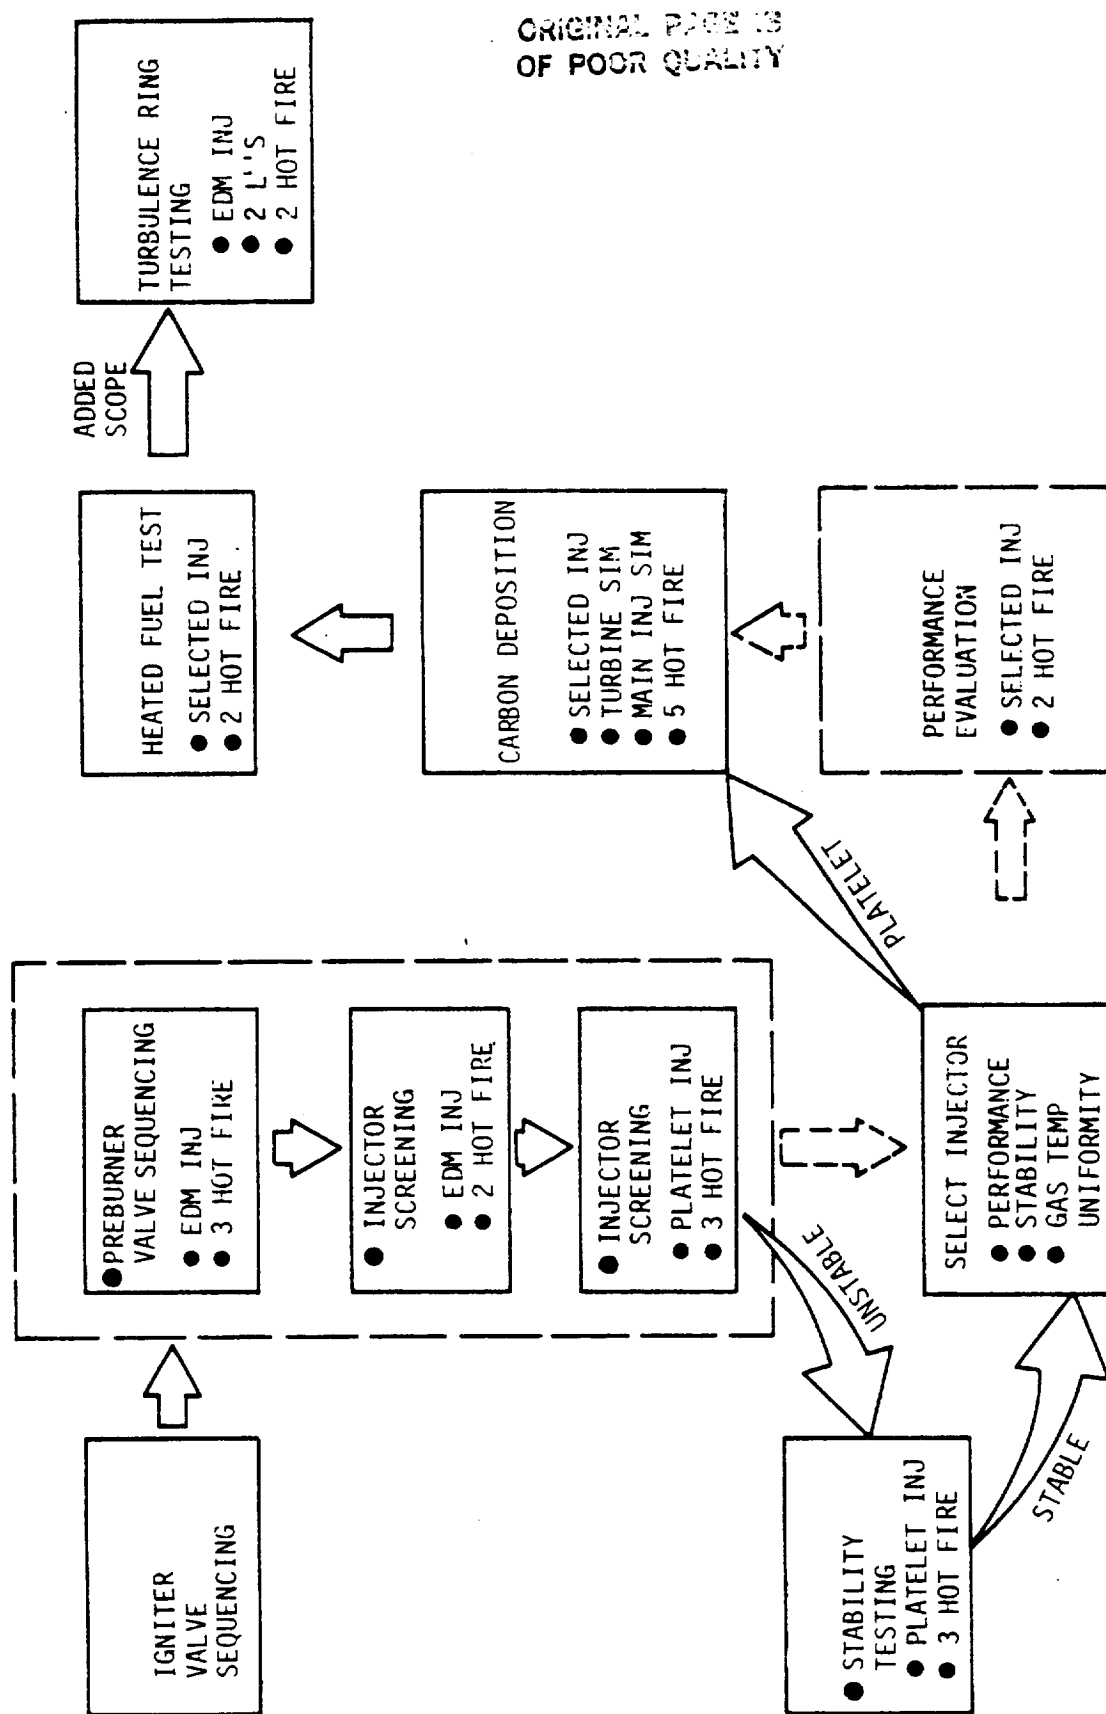 ORIGINAL PAGE IS
OF POOR QUALITY
IGNITER
VALVE
SEQUENCING
● PREBURNER
VALVE SEQUENCING
● EDM INJ
● 3 HOT FIRE
● INJECTOR
SCREENING
● EDM INJ
● 2 HOT FIRE
● INJECTOR
SCREENING
● PLATELET INJ
● 3 HOT FIRE
UNSTABLE
● STABILITY
TESTING
● PLATELET INJ
● 3 HOT FIRE
STABLE
SELECT INJECTOR
● PERFORMANCE
● STABILITY
● GAS TEMP
UNIFORMITY
PLATELET
PERFORMANCE
EVALUATION
● SELECTED INJ
● 2 HOT FIRE
CARBON DEPOSITION
● SELECTED INJ
● TURBINE SIM
● MAIN INJ SIM
● 5 HOT FIRE
HEATED FUEL TEST
● SELECTED INJ
● 2 HOT FIRE
ADDED
SCOPE
TURBULENCE RING
TESTING
● EDM INJ
● 2 L''S
● 2 HOT FIRE